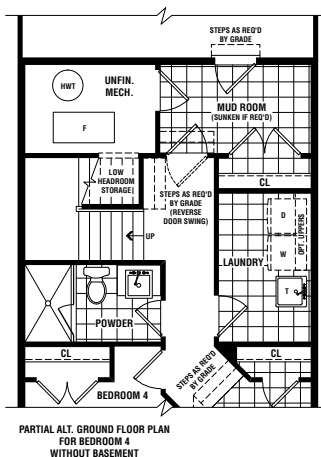 STEPS AS REQ'D
BY GRADE
UNFIN.
MECH.
HWT
F
MUD ROOM
(SUNKEN IF REQ'D)
LOW
HEADROOM
STORAGE
CL
STEPS AS REQ'D
BY GRADE
(REVERSE
DOOR SWING)
UP
D
W
OPT. UPPERS
LAUNDRY
T
POWDER
CL
BEDROOM 4
STEPS AS REQ'D
BY GRADE
CL
PARTIAL ALT. GROUND FLOOR PLAN
FOR BEDROOM 4
WITHOUT BASEMENT